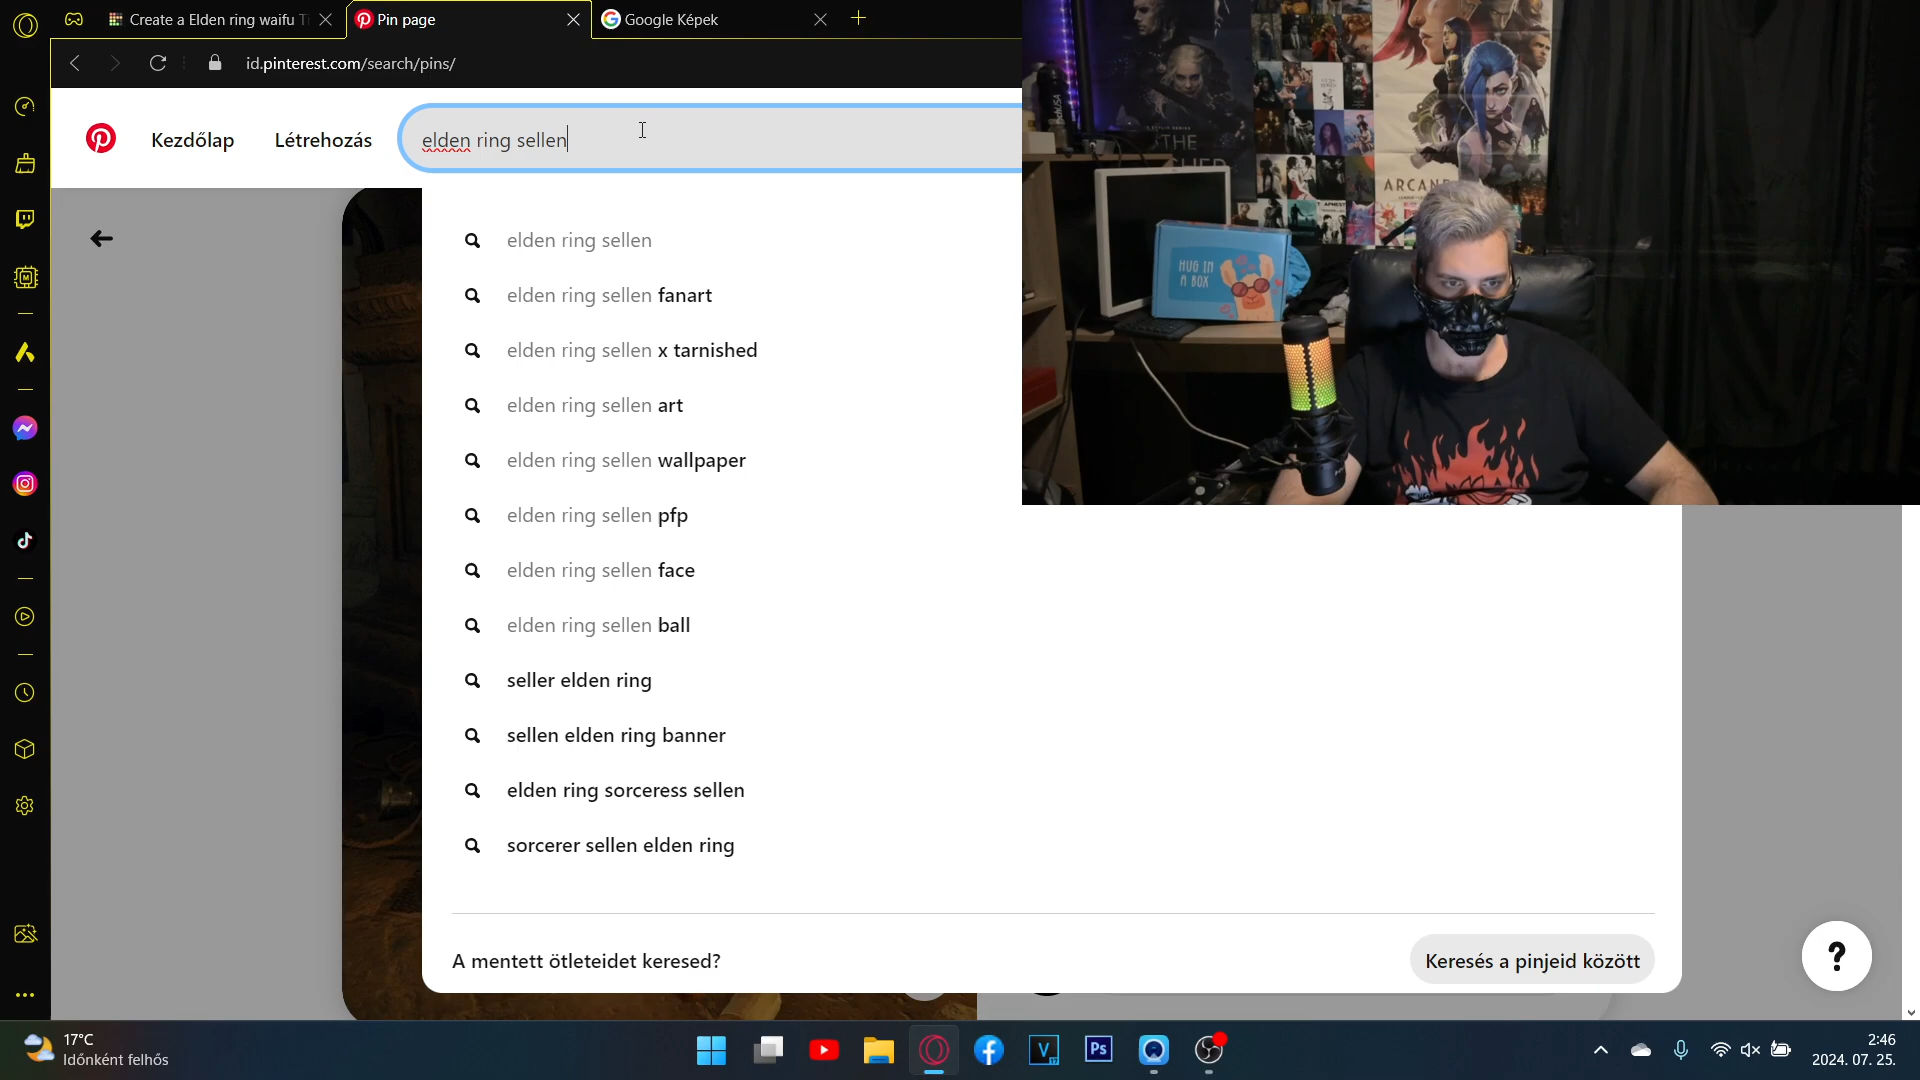 Create a Elden ring waifu
Pin page
Google Képek
id.pinterest.com/search/pins/
Kezdőlap
Létrehozás
elden ring sellen
elden ring sellen
elden ring sellen fanart
elden ring sellen x tarnished
elden ring sellen art
elden ring sellen wallpaper
elden ring sellen pfp
elden ring sellen face
elden ring sellen ball
seller elden ring
sellen elden ring banner
elden ring sorceress sellen
sorcerer sellen elden ring
A mentett ötleteidet keresed?
Keresés a pinjeid között
?
THE
ARCANE
HUG IN
A BOX
17°C
Időnként felhős
Ps
2:46
2024. 07. 25.